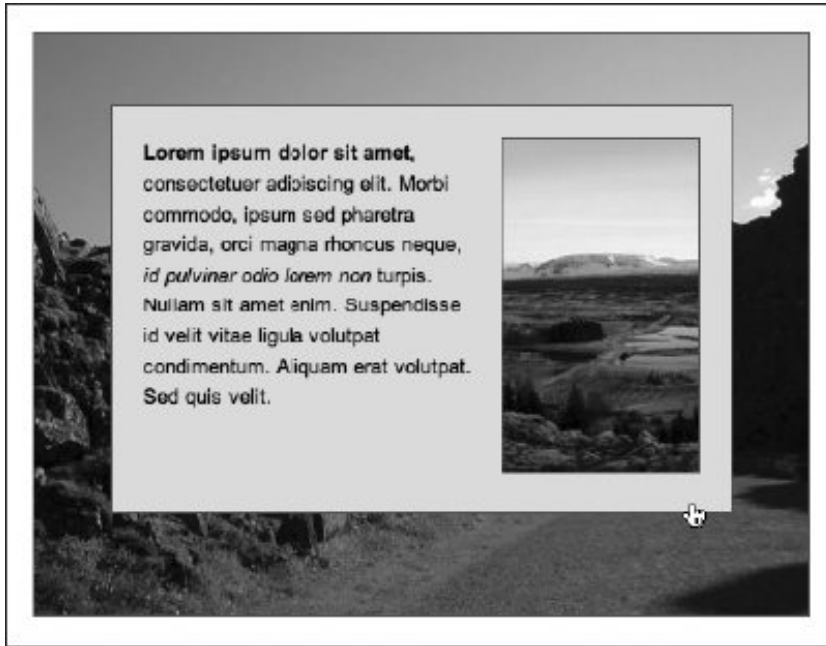 Lorem ipsum dolor sit amet,
consectetuer adipiscing elit. Morbi
commodo, ipsum sed pharetra
gravida, orci magna rhoncus neque,
id pulvinar odio lorem non turpis.
Nullam sit amet enim. Suspendisse
id velit vitae ligula volutpat
condimentum. Aliquam erat volutpat.
Sed quis velit.